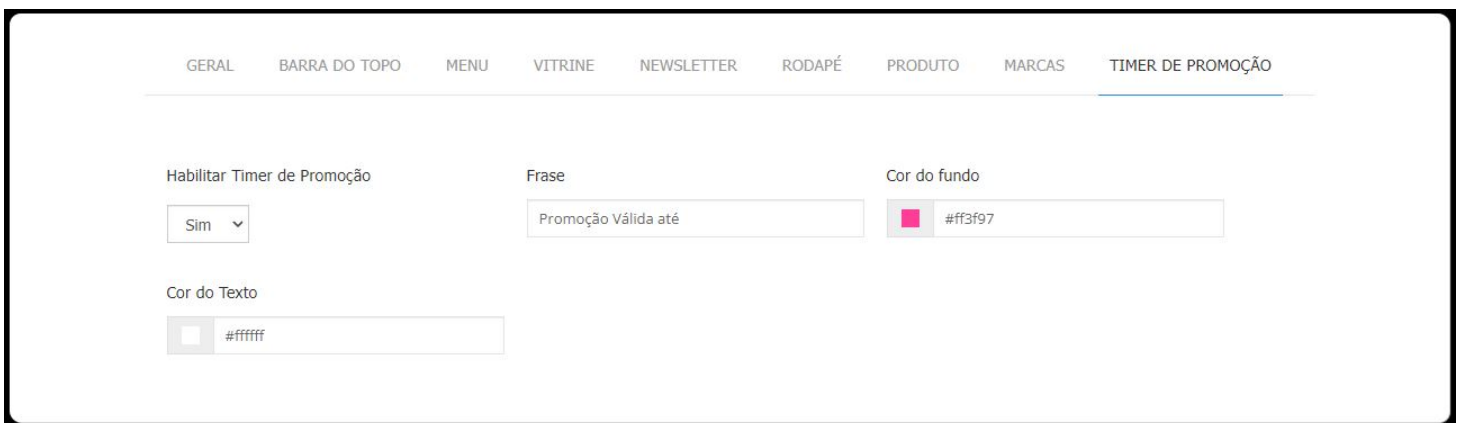 GERAL BARRA DO TOPO MENU VITRINE NEWSLETTER RODAPÉ PRODUTO MARCAS TIMER DE PROMOÇÃO
Habilitar Timer de Promoção Frase Cor do fundo
Sim Promoção Válida até #ff3f97
Cor do Texto
#ffffff